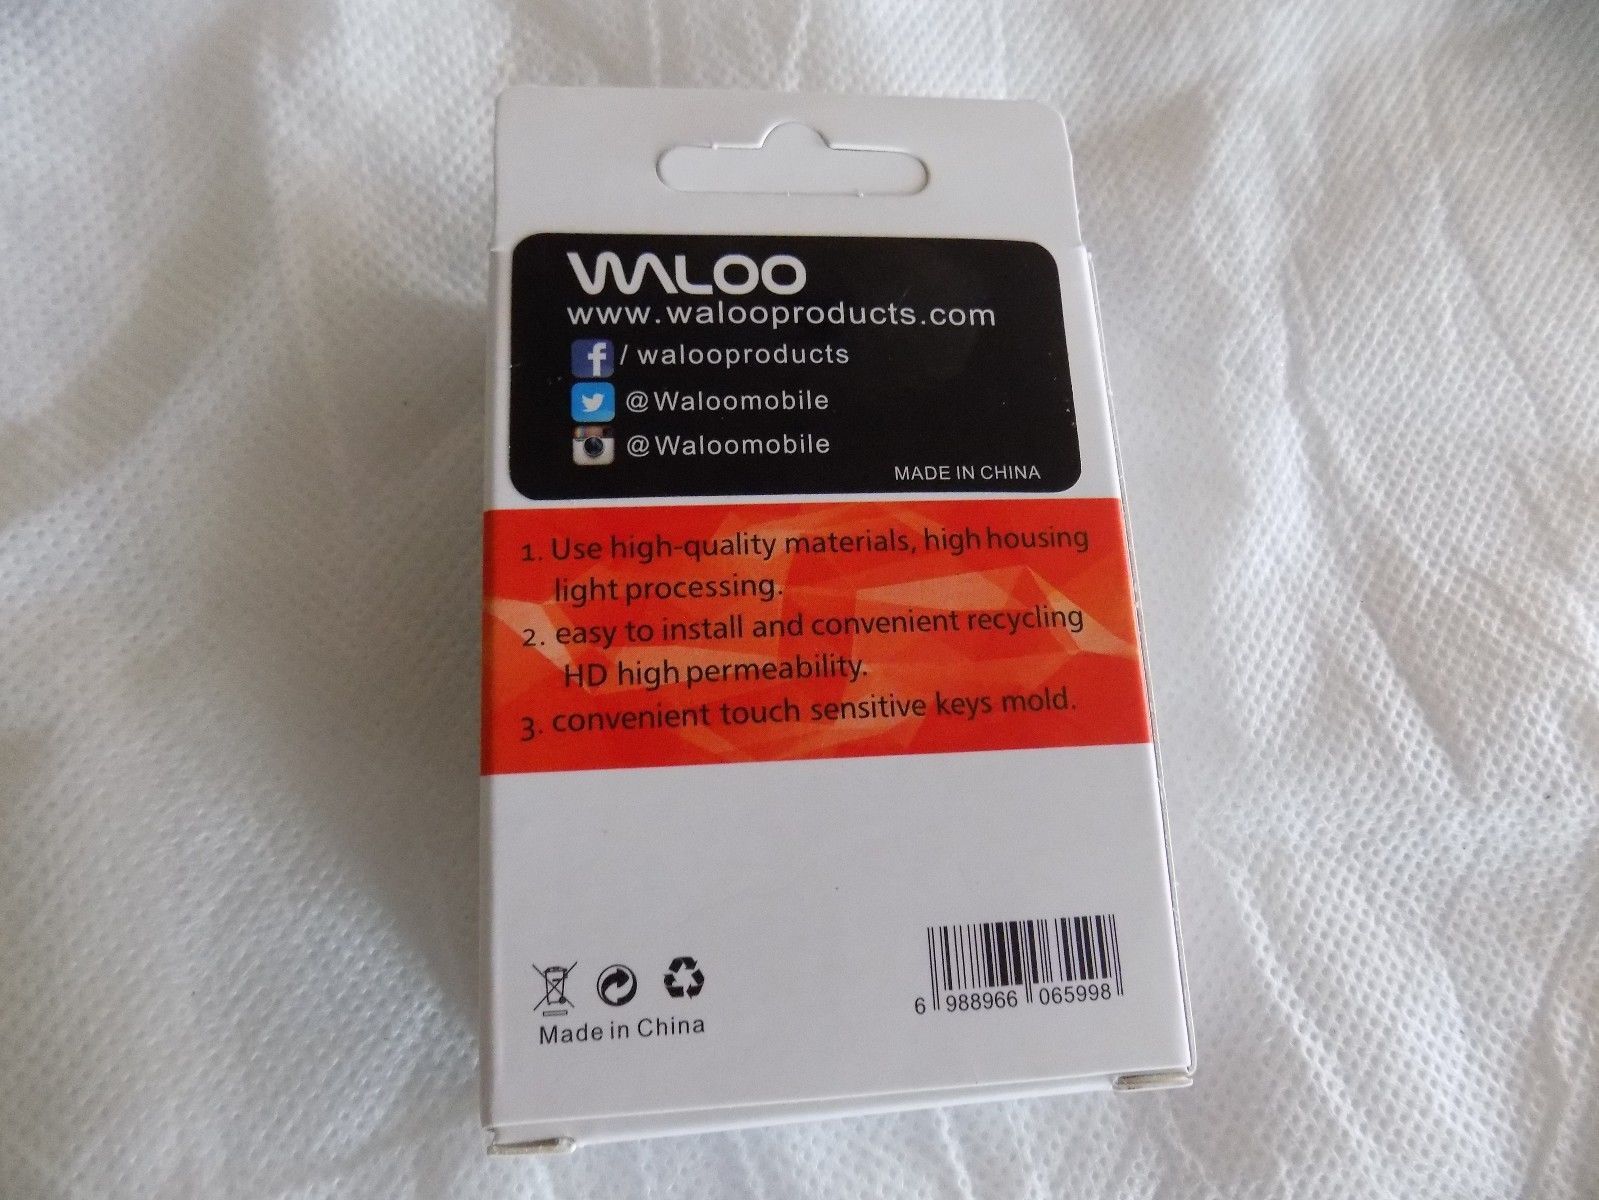 WALOO
www.walooproducts.com
f / walooproducts
@Waloomobile
@Waloomobile
MADE IN CHINA
1. Use high-quality materials, high housing
light processing.
2. easy to install and convenient recycling
HD high permeability.
3. convenient touch sensitive keys mold.
Made in China
6 988966 065998